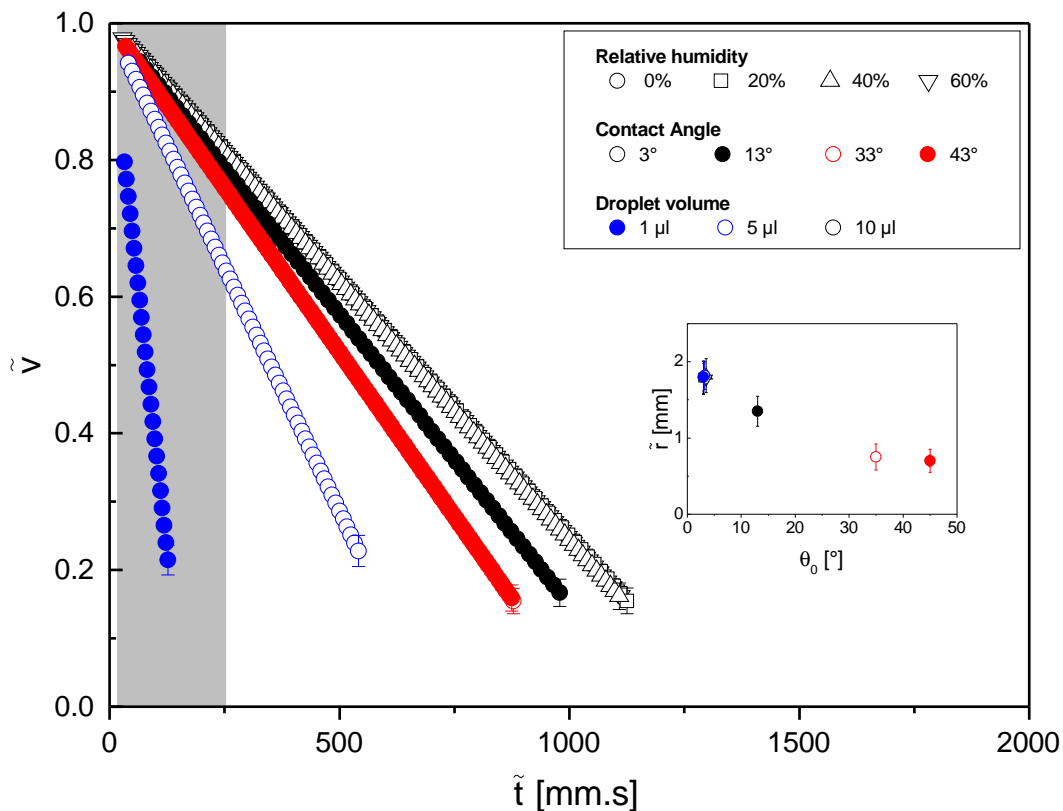 1.0
0.8
0.6
0.4
0.2
0.0
ṽ
0 500 1000 1500 2000
t̃ [mm.s]
Relative humidity
0% 20% 40% 60%
Contact Angle
3° 13° 33° 43°
Droplet volume
1 µl 5 µl 10 µl
2
1
0
r̃ [mm]
0 10 20 30 40 50
θ₀ [°]